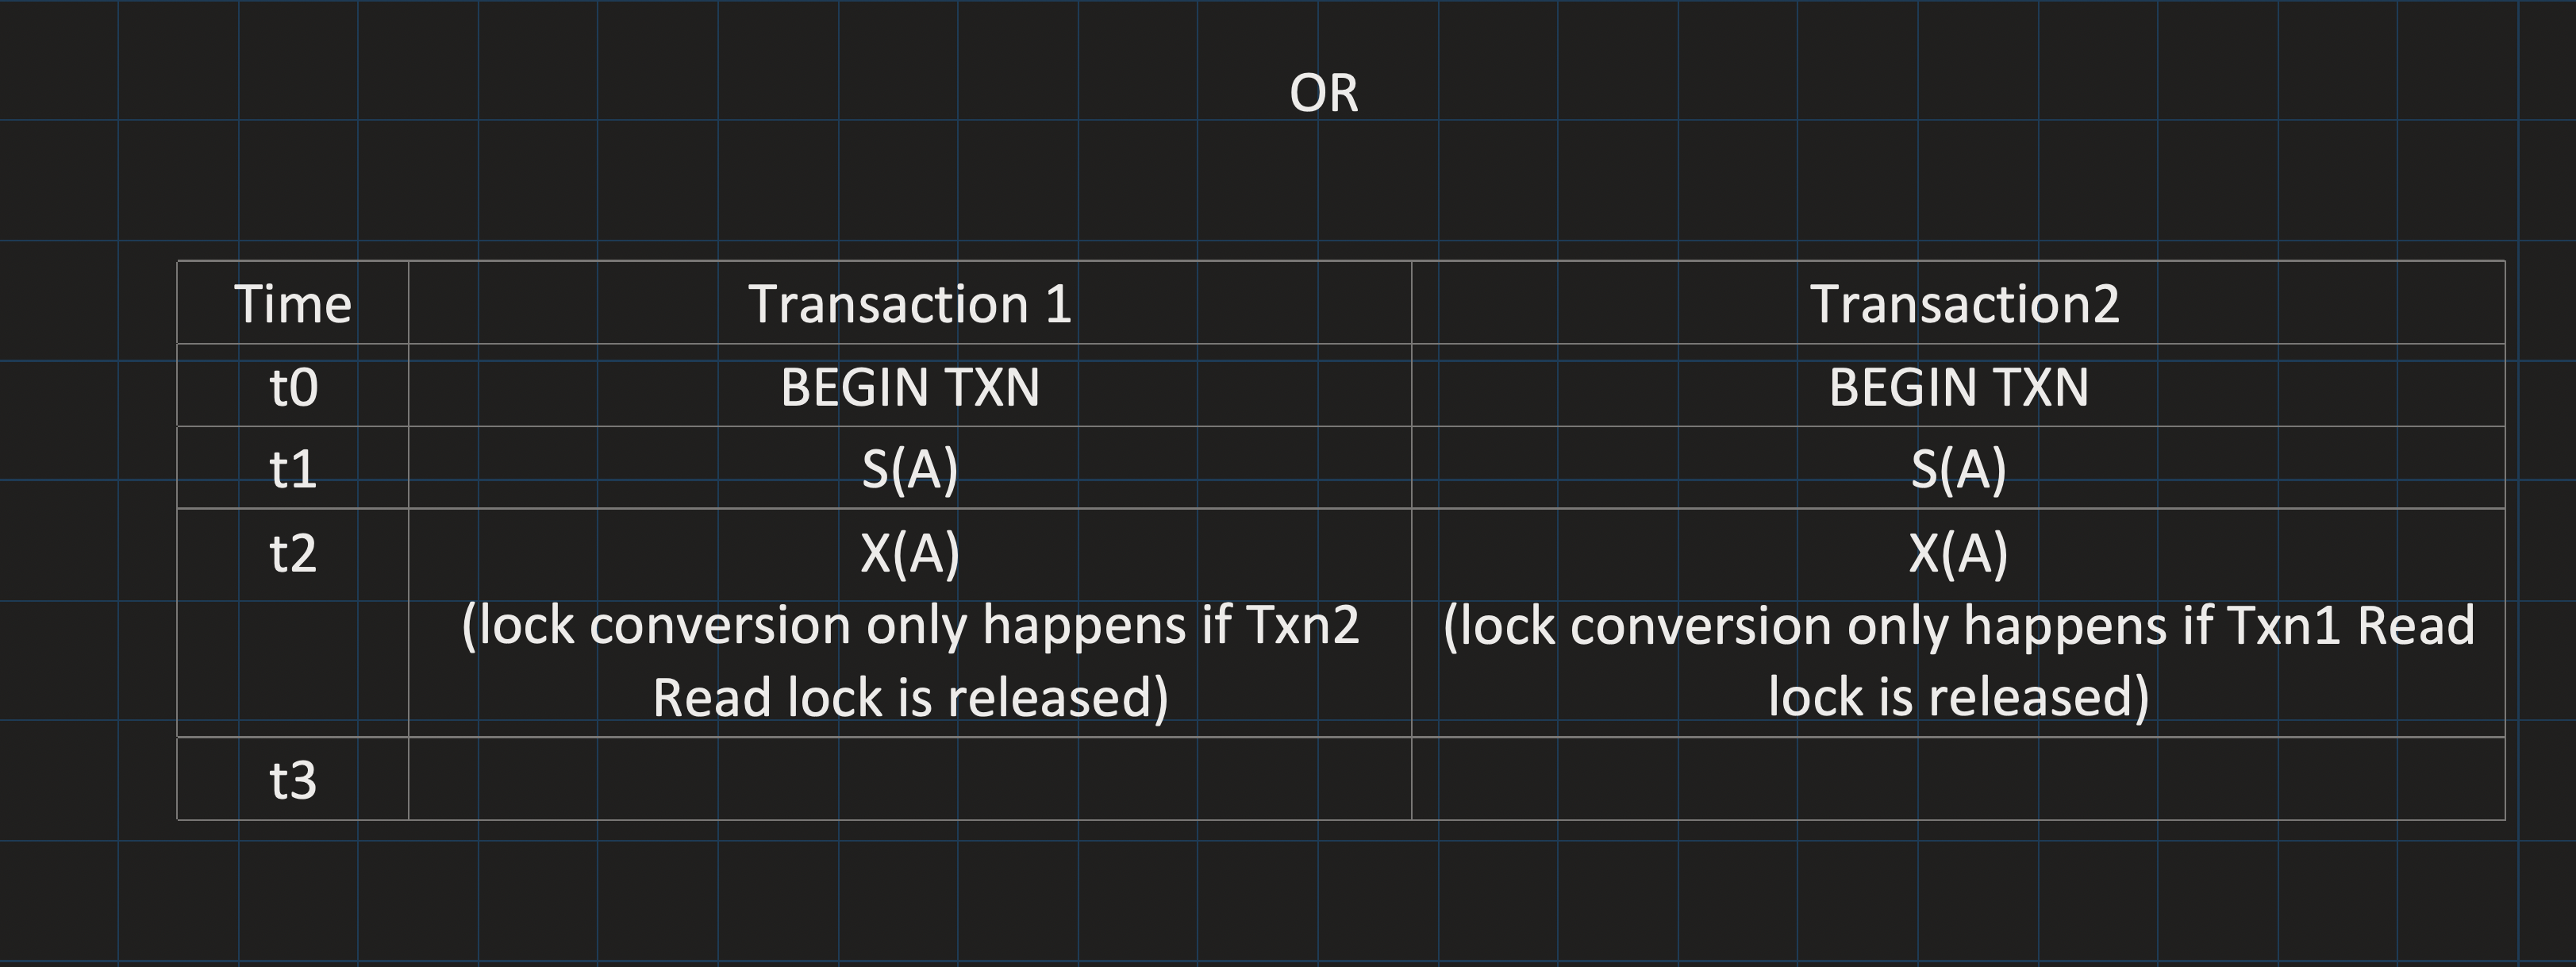 OR
Time Transaction 1 Transaction2
t0 BEGIN TXN BEGIN TXN
t1 S(A) S(A)
t2 X(A) X(A)
(lock conversion only happens if Txn2 (lock conversion only happens if Txn1 Read
Read lock is released) lock is released)
t3